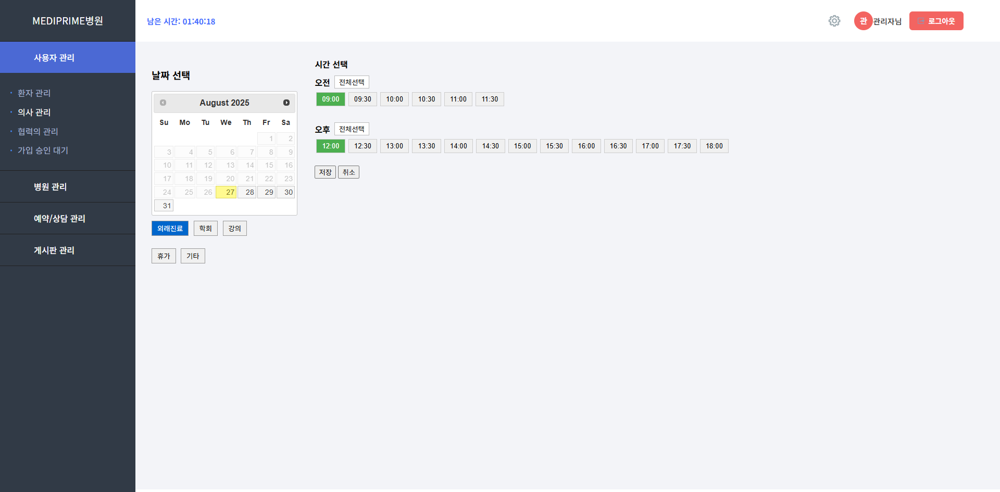 MEDIPRIME병원
남은 시간: 01:40:18
관 관리자님 로그아웃
사용자 관리
· 환자 관리
· 의사 관리
· 협력의 관리
· 가입 승인 대기
병원 관리
예약/상담 관리
게시판 관리
날짜 선택
August 2025
Su Mo Tu We Th Fr Sa
1 2
3 4 5 6 7 8 9
10 11 12 13 14 15 16
17 18 19 20 21 22 23
24 25 26 27 28 29 30
31
외래진료 학회 강의
휴가 기타
시간 선택
오전 전체선택
09:00 09:30 10:00 10:30 11:00 11:30
오후 전체선택
12:00 12:30 13:00 13:30 14:00 14:30 15:00 15:30 16:00 16:30 17:00 17:30 18:00
저장 취소